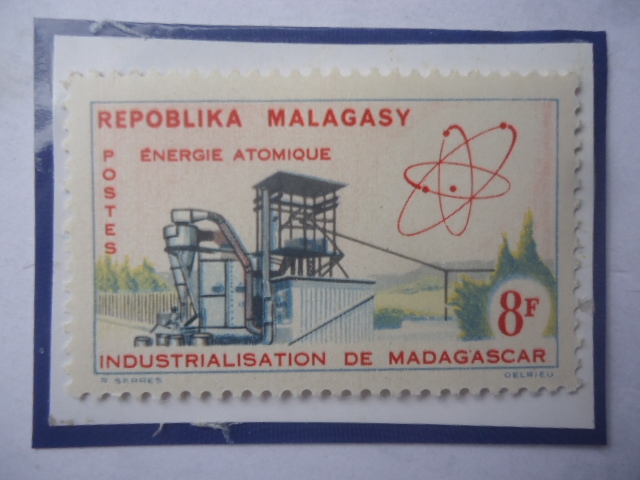 REPOBLIKA MALAGASY
POSTES
ÉNERGIE ATOMIQUE
8F
INDUSTRIALISATION DE MADAGASCAR
R SERRES
DELRIEU